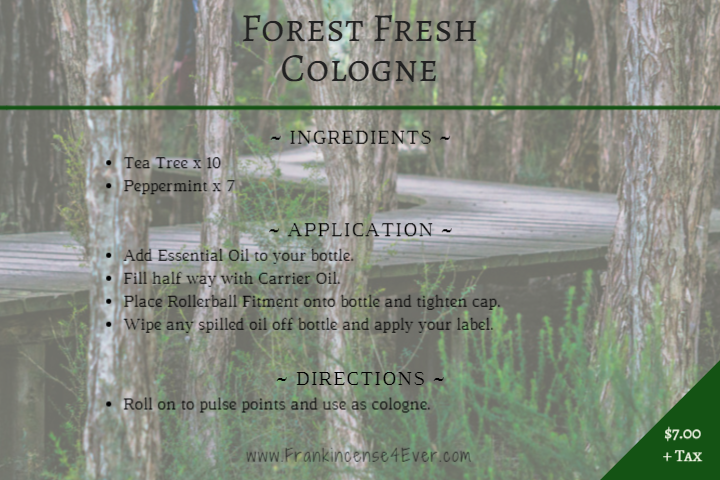 Forest Fresh
Cologne
~ INGREDIENTS ~
• Tea Tree x 10
• Peppermint x 7
~ APPLICATION ~
• Add Essential Oil to your bottle.
• Fill half way with Carrier Oil.
• Place Rollerball Fitment onto bottle and tighten cap.
• Wipe any spilled oil off bottle and apply your label.
~ DIRECTIONS ~
• Roll on to pulse points and use as cologne.
$7.00
+ Tax
www.Frankincense4Ever.com